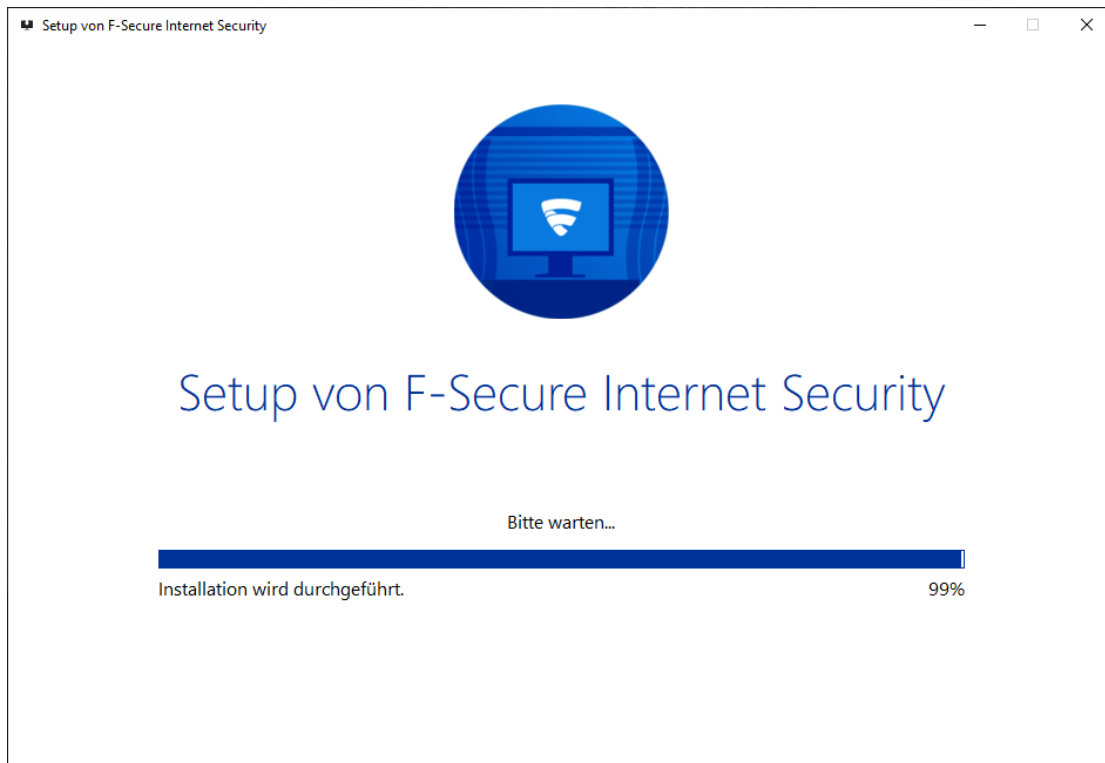 Setup von F-Secure Internet Security
Setup von F-Secure Internet Security
Bitte warten...
Installation wird durchgeführt. 99%